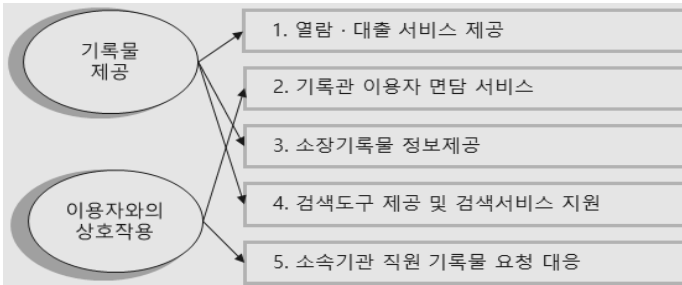 기록물
제공
이용자와의
상호작용
1. 열람 · 대출 서비스 제공
2. 기록관 이용자 면담 서비스
3. 소장기록물 정보제공
4. 검색도구 제공 및 검색서비스 지원
5. 소속기관 직원 기록물 요청 대응